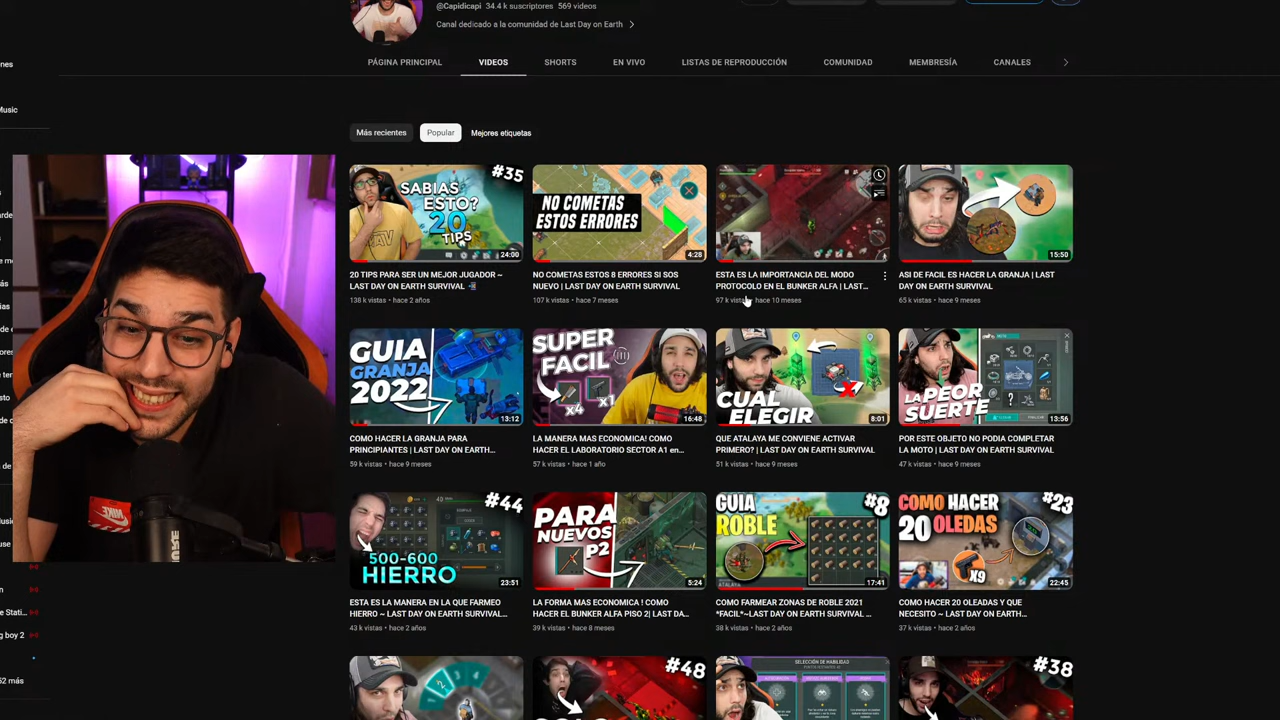 @Capidicapi 34.4 k suscriptores 569 videos
Canal dedicado a la comunidad de Last Day on Earth
PÁGINA PRINCIPAL VIDEOS SHORTS EN VIVO LISTAS DE REPRODUCCIÓN COMUNIDAD MEMBRESÍA CANALES
Music
Más recientes Popular Mejores etiquetas
#35
SABIAS
ESTO?
20
TIPS
24:00
NO COMETAS
ESTOS ERRORES
4:28
15:50
20 TIPS PARA SER UN MEJOR JUGADOR ~
LAST DAY ON EARTH SURVIVAL
138 k vistas • hace 2 años
NO COMETAS ESTOS 8 ERRORES SI SOS
NUEVO | LAST DAY ON EARTH SURVIVAL
107 k vistas • hace 7 meses
ESTA ES LA IMPORTANCIA DEL MODO
PROTOCOLO EN EL BUNKER ALFA | LAST...
97 k vistas • hace 10 meses
ASI DE FACIL ES HACER LA GRANJA | LAST
DAY ON EARTH SURVIVAL
65 k vistas • hace 9 meses
GUIA
GRANJA
2022
13:12
SUPER
FACIL
x4 x1
16:48
CUAL
ELEGIR
8:01
LA PEOR
SUERTE
13:56
COMO HACER LA GRANJA PARA
PRINCIPIANTES | LAST DAY ON EARTH...
59 k vistas • hace 9 meses
LA MANERA MAS ECONOMICA! COMO
HACER EL LABORATORIO SECTOR A1 en...
57 k vistas • hace 1 año
QUE ATALAYA ME CONVIENE ACTIVAR
PRIMERO? | LAST DAY ON EARTH SURVIVAL
51 k vistas • hace 9 meses
POR ESTE OBJETO NO PODIA COMPLETAR
LA MOTO | LAST DAY ON EARTH SURVIVAL
47 k vistas • hace 9 meses
#44
500-600
HIERRO
23:51
PARA
NUEVOS
P2
5:24
GUIA
ROBLE
#8
17:41
COMO HACER
#23
20 OLEADAS
X9
22:45
ESTA ES LA MANERA EN LA QUE FARMEO
HIERRO ~ LAST DAY ON EARTH SURVIVAL...
43 k vistas • hace 2 años
LA FORMA MAS ECONOMICA ! COMO
HACER EL BUNKER ALFA PISO 2| LAST DA...
39 k vistas • hace 8 meses
COMO FARMEAR ZONAS DE ROBLE 2021
*FACIL*~LAST DAY ON EARTH SURVIVAL ...
38 k vistas • hace 2 años
COMO HACER 20 OLEADAS Y QUE
NECESITO ~ LAST DAY ON EARTH...
37 k vistas • hace 2 años
#48
SELECCIÓN DE HABILIDAD
#38
NIKE